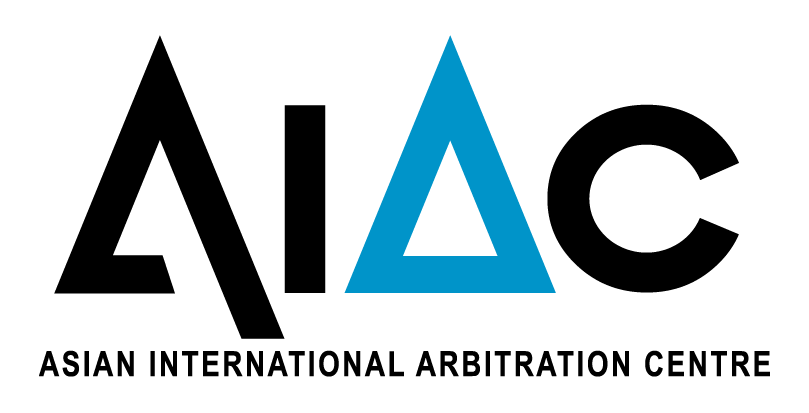 AIAC
ASIAN INTERNATIONAL ARBITRATION CENTRE